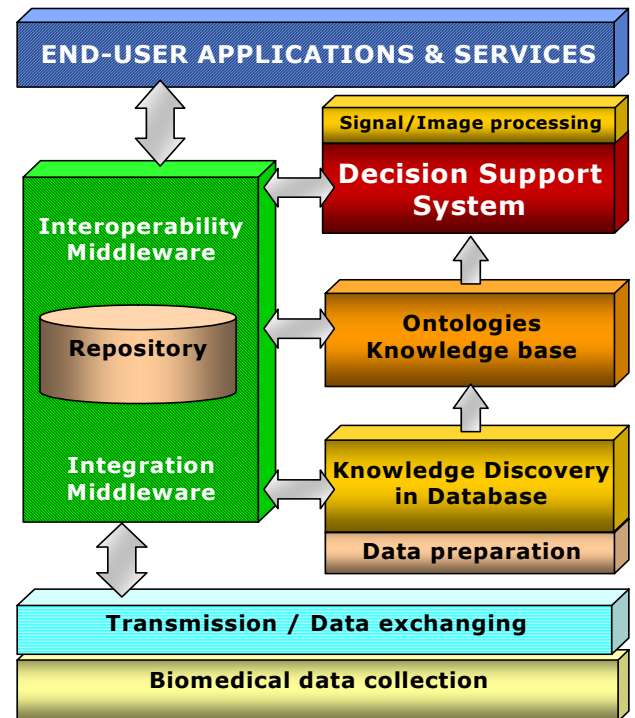 END-USER APPLICATIONS & SERVICES
Signal/Image processing
Decision Support
System
Interoperability
Middleware
Repository
Ontologies
Knowledge base
Integration
Middleware
Knowledge Discovery
in Database
Data preparation
Transmission / Data exchanging
Biomedical data collection